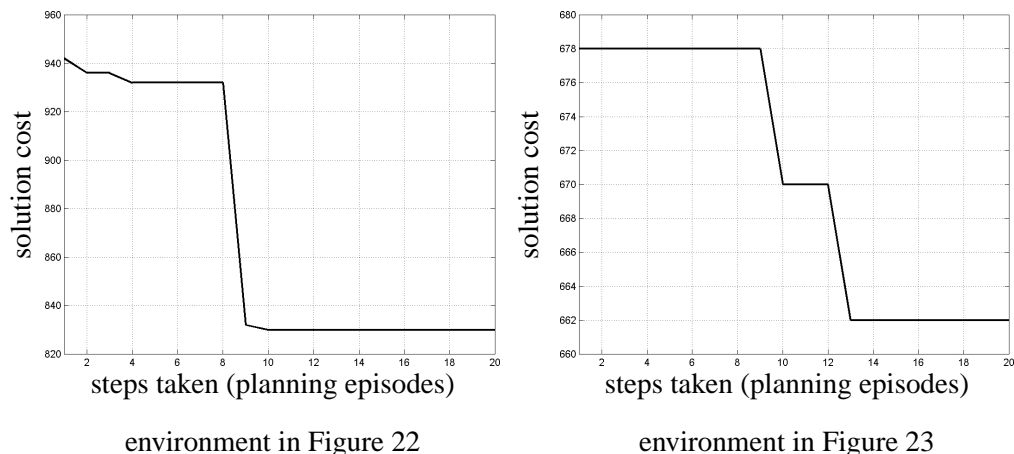 960
940
920
900
880
860
840
820
2 4 6 8 10 12 14 16 18 20
solution cost
steps taken (planning episodes)
environment in Figure 22
680
678
676
674
672
670
668
666
664
662
660
2 4 6 8 10 12 14 16 18 20
solution cost
steps taken (planning episodes)
environment in Figure 23